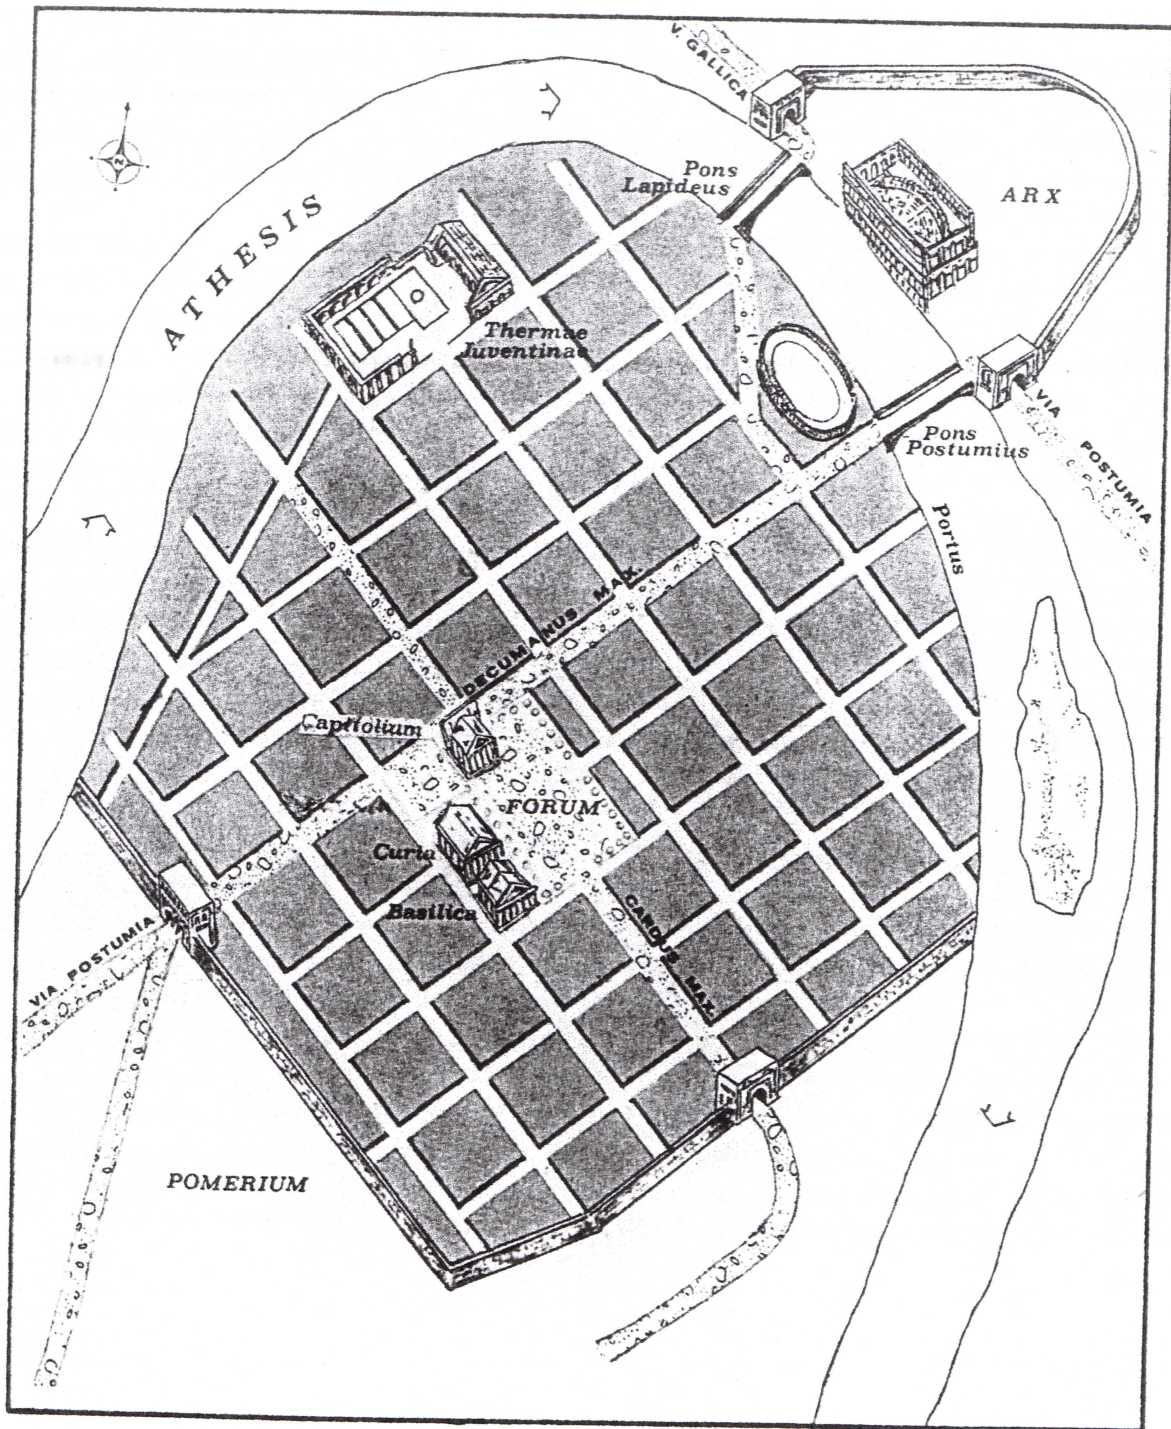 V. GALLICA
N
Pons
Lapideus
ARX
ATHESIS
Thermae
Iuventinae
VIA
POSTUMIA
Pons
Postumius
Portus
DECUMANUS MAX.
Capitolium
FORUM
Curia
Basilica
CARDUS MAX.
VIA POSTUMIA
POMERIUM